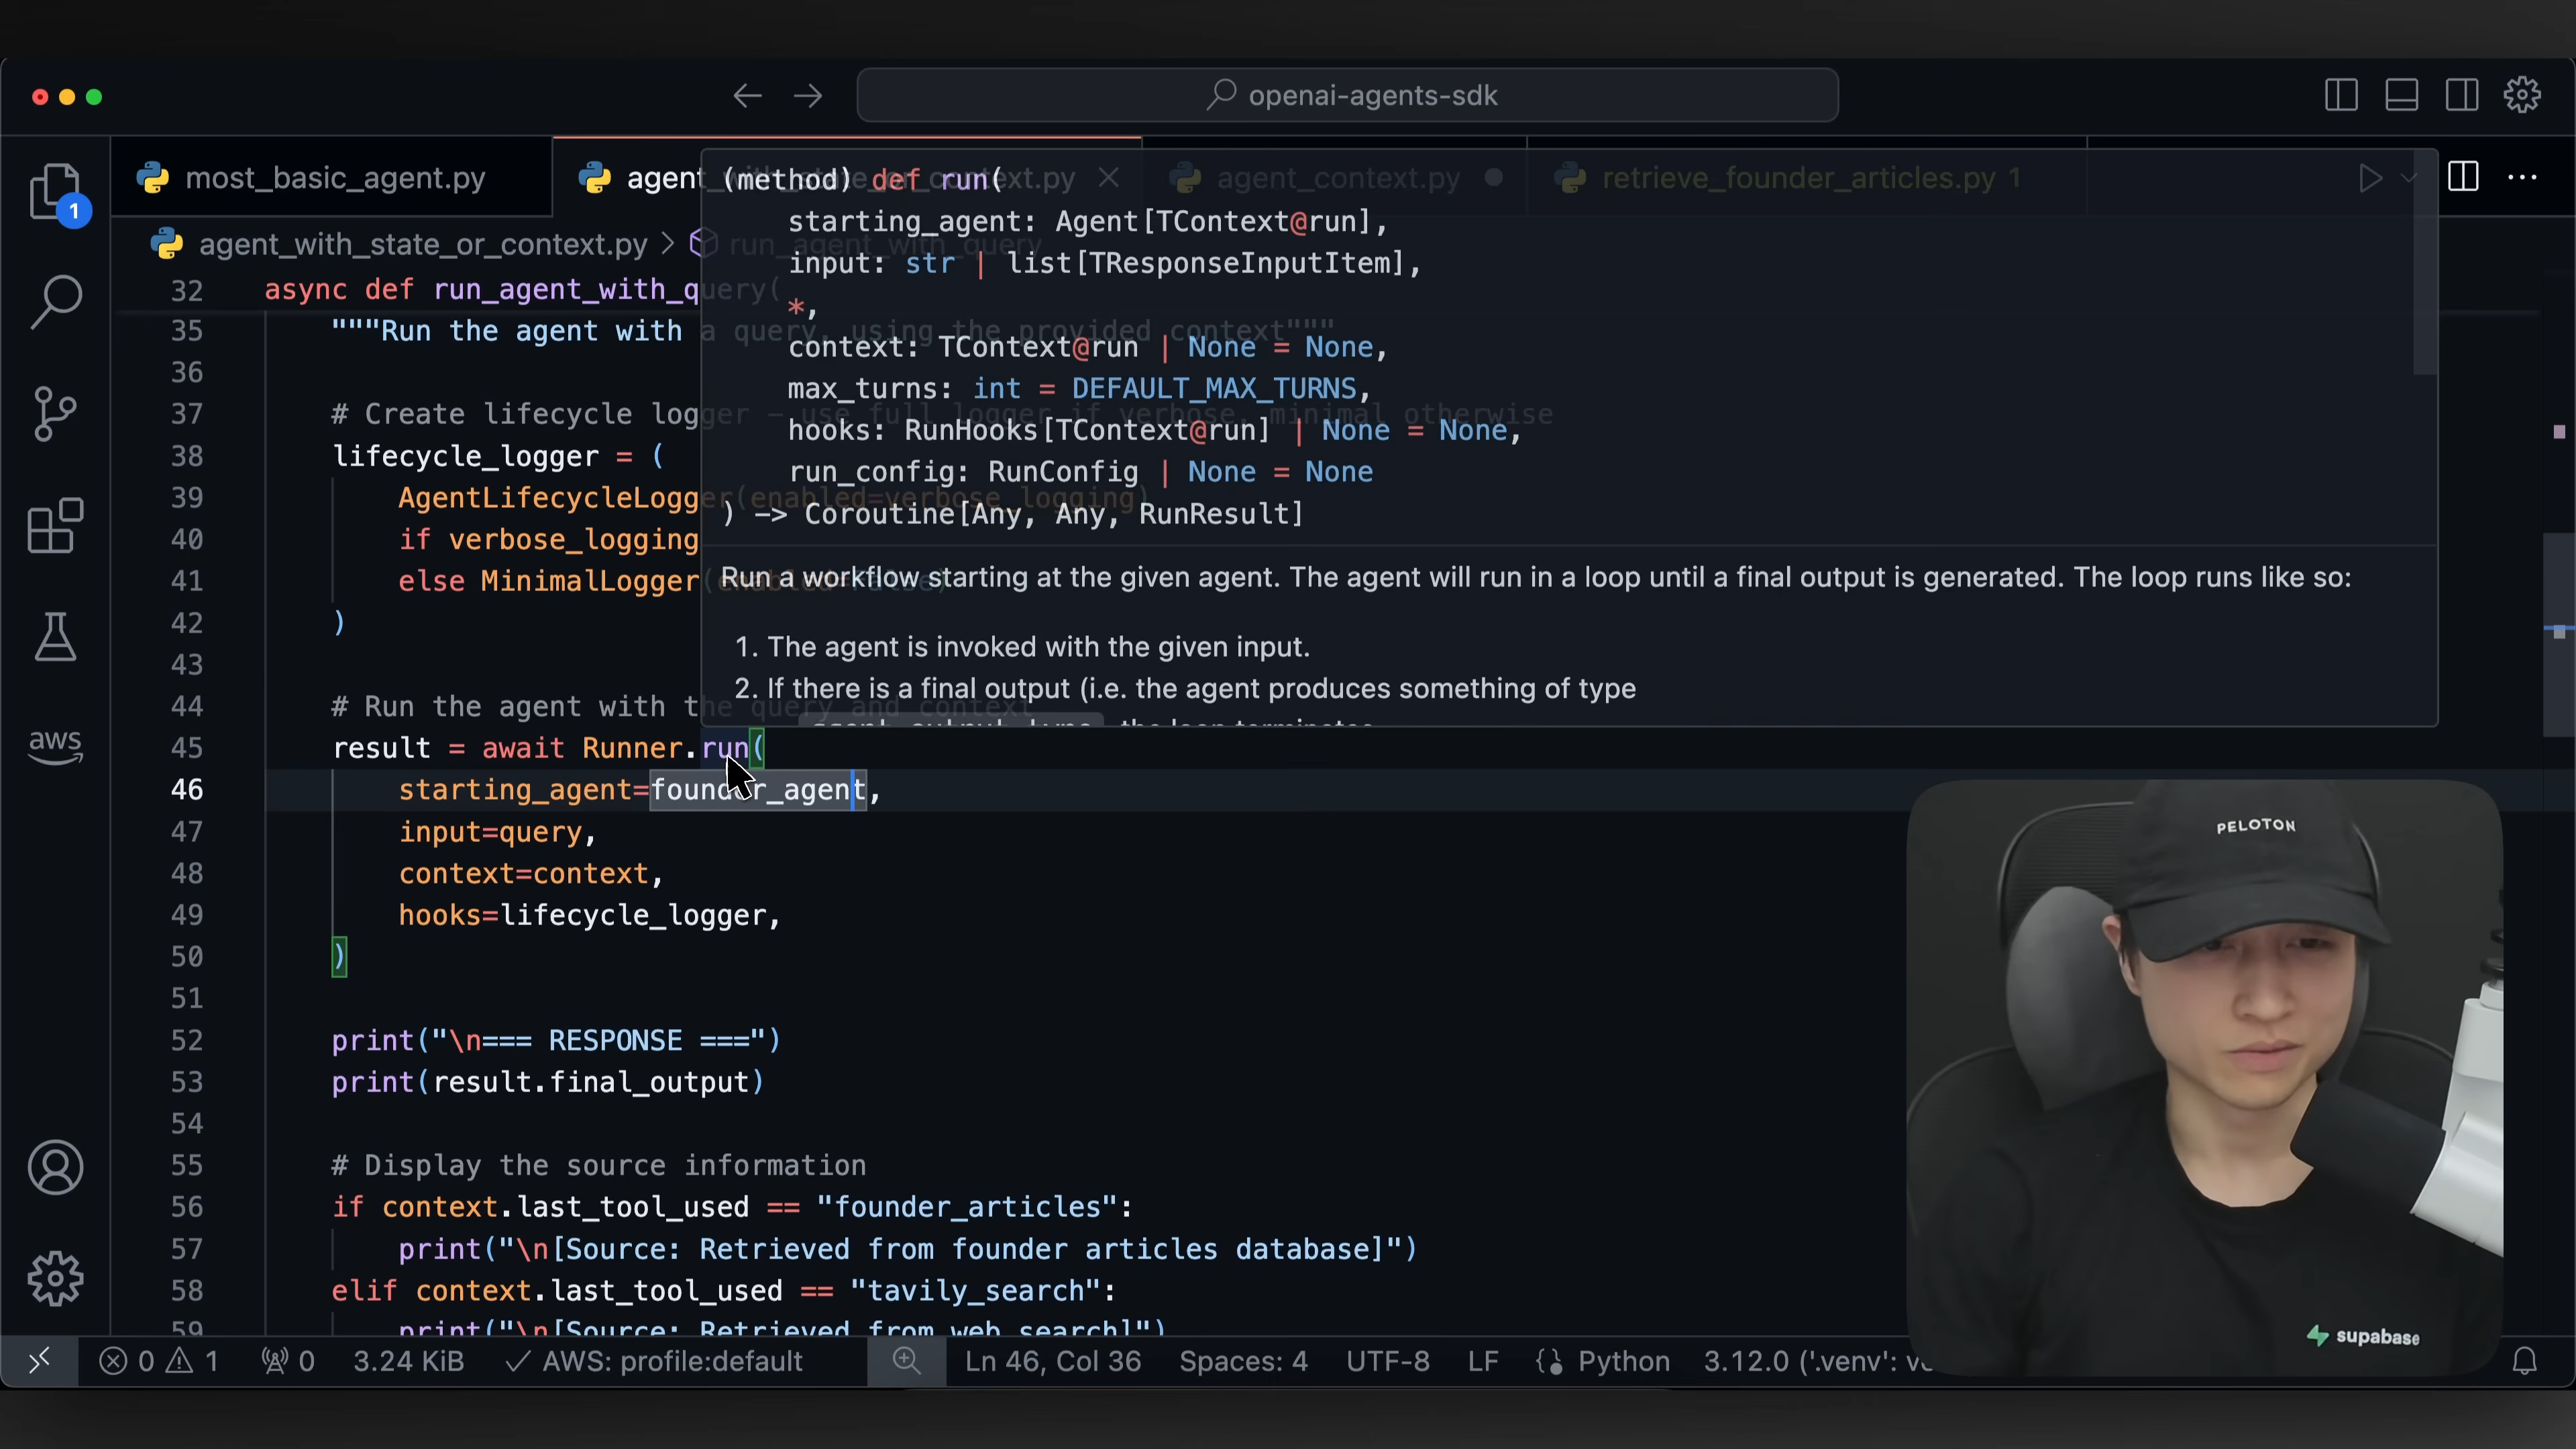 openai-agents-sdk
most_basic_agent.py
agent_with_state_or_context.py
agent_context.py
retrieve_founder_articles.py 1
1
agent_with_state_or_context.py > run_agent_with_query
(method) def run(
starting_agent: Agent[TContext@run],
input: str | list[TResponseInputItem],
*,
context: TContext@run | None = None,
max_turns: int = DEFAULT_MAX_TURNS,
hooks: RunHooks[TContext@run] | None = None,
run_config: RunConfig | None = None
) -> Coroutine[Any, Any, RunResult]
Run a workflow starting at the given agent. The agent will run in a loop until a final output is generated. The loop runs like so:
1. The agent is invoked with the given input.
2. If there is a final output (i.e. the agent produces something of type
agent.output_type, the loop terminates.
32 async def run_agent_with_query(
35 """Run the agent with a query, using the provided context"""
36
37 # Create lifecycle logger - use full logger if verbose, minimal otherwise
38 lifecycle_logger = (
39 AgentLifecycleLogger(enabled=verbose_logging)
40 if verbose_logging
41 else MinimalLogger(enabled=False)
42 )
43
44 # Run the agent with the query and context
45 result = await Runner.run(
46 starting_agent=founder_agent,
47 input=query,
48 context=context,
49 hooks=lifecycle_logger,
50 )
51
52 print("\n=== RESPONSE ===")
53 print(result.final_output)
54
55 # Display the source information
56 if context.last_tool_used == "founder_articles":
57 print("\n[Source: Retrieved from founder articles database]")
58 elif context.last_tool_used == "tavily_search":
59 print("\n[Source: Retrieved from web search]")
aws
PELOTON
supabase
0 1 0 3.24 KiB AWS: profile:default Ln 46, Col 36 Spaces: 4 UTF-8 LF Python 3.12.0 ('.venv':